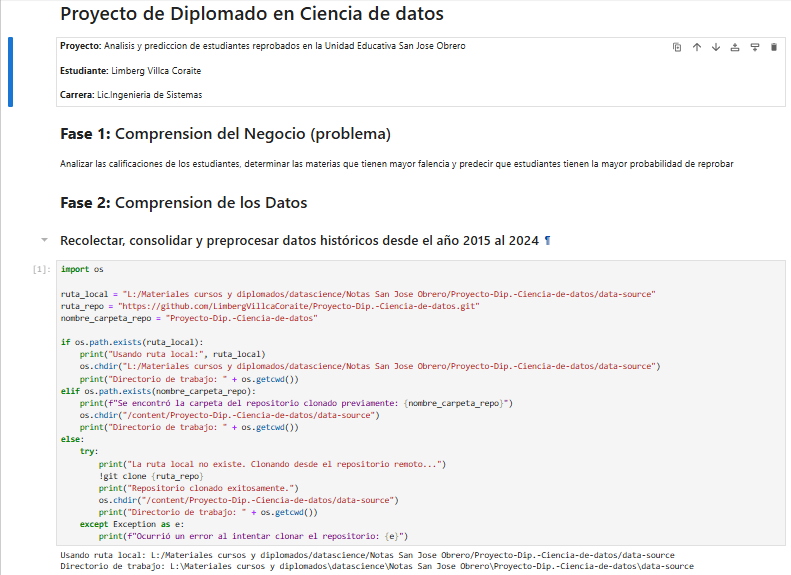 Proyecto de Diplomado en Ciencia de datos
Proyecto: Analisis y prediccion de estudiantes reprobados en la Unidad Educativa San Jose Obrero
Estudiante: Limberg Villca Coraite
Carrera: Lic.Ingenieria de Sistemas
Fase 1: Comprension del Negocio (problema)
Analizar las calificaciones de los estudiantes, determinar las materias que tienen mayor falencia y predecir que estudiantes tienen la mayor probabilidad de reprobar
Fase 2: Comprension de los Datos
Recolectar, consolidar y preprocesar datos históricos desde el año 2015 al 2024 ¶
[1]: import os
ruta_local = "L:/Materiales cursos y diplomados/datascience/Notas San Jose Obrero/Proyecto-Dip.-Ciencia-de-datos/data-source"
ruta_repo = "https://github.com/LimbergVillcaCoraite/Proyecto-Dip.-Ciencia-de-datos.git"
nombre_carpeta_repo = "Proyecto-Dip.-Ciencia-de-datos"
if os.path.exists(ruta_local):
    print("Usando ruta local:", ruta_local)
    os.chdir("L:/Materiales cursos y diplomados/datascience/Notas San Jose Obrero/Proyecto-Dip.-Ciencia-de-datos/data-source")
    print("Directorio de trabajo: " + os.getcwd())
elif os.path.exists(nombre_carpeta_repo):
    print(f"Se encontró la carpeta del repositorio clonado previamente: {nombre_carpeta_repo}")
    os.chdir("/content/Proyecto-Dip.-Ciencia-de-datos/data-source")
    print("Directorio de trabajo: " + os.getcwd())
else:
    try:
        print("La ruta local no existe. Clonando desde el repositorio remoto...")
        !git clone {ruta_repo}
        print("Repositorio clonado exitosamente.")
        os.chdir("/content/Proyecto-Dip.-Ciencia-de-datos/data-source")
        print("Directorio de trabajo: " + os.getcwd())
    except Exception as e:
        print(f"Ocurrió un error al intentar clonar el repositorio: {e}")
Usando ruta local: L:/Materiales cursos y diplomados/datascience/Notas San Jose Obrero/Proyecto-Dip.-Ciencia-de-datos/data-source
Directorio de trabajo: L:\Materiales cursos y diplomados\datascience\Notas San Jose Obrero\Proyecto-Dip.-Ciencia-de-datos\data-source